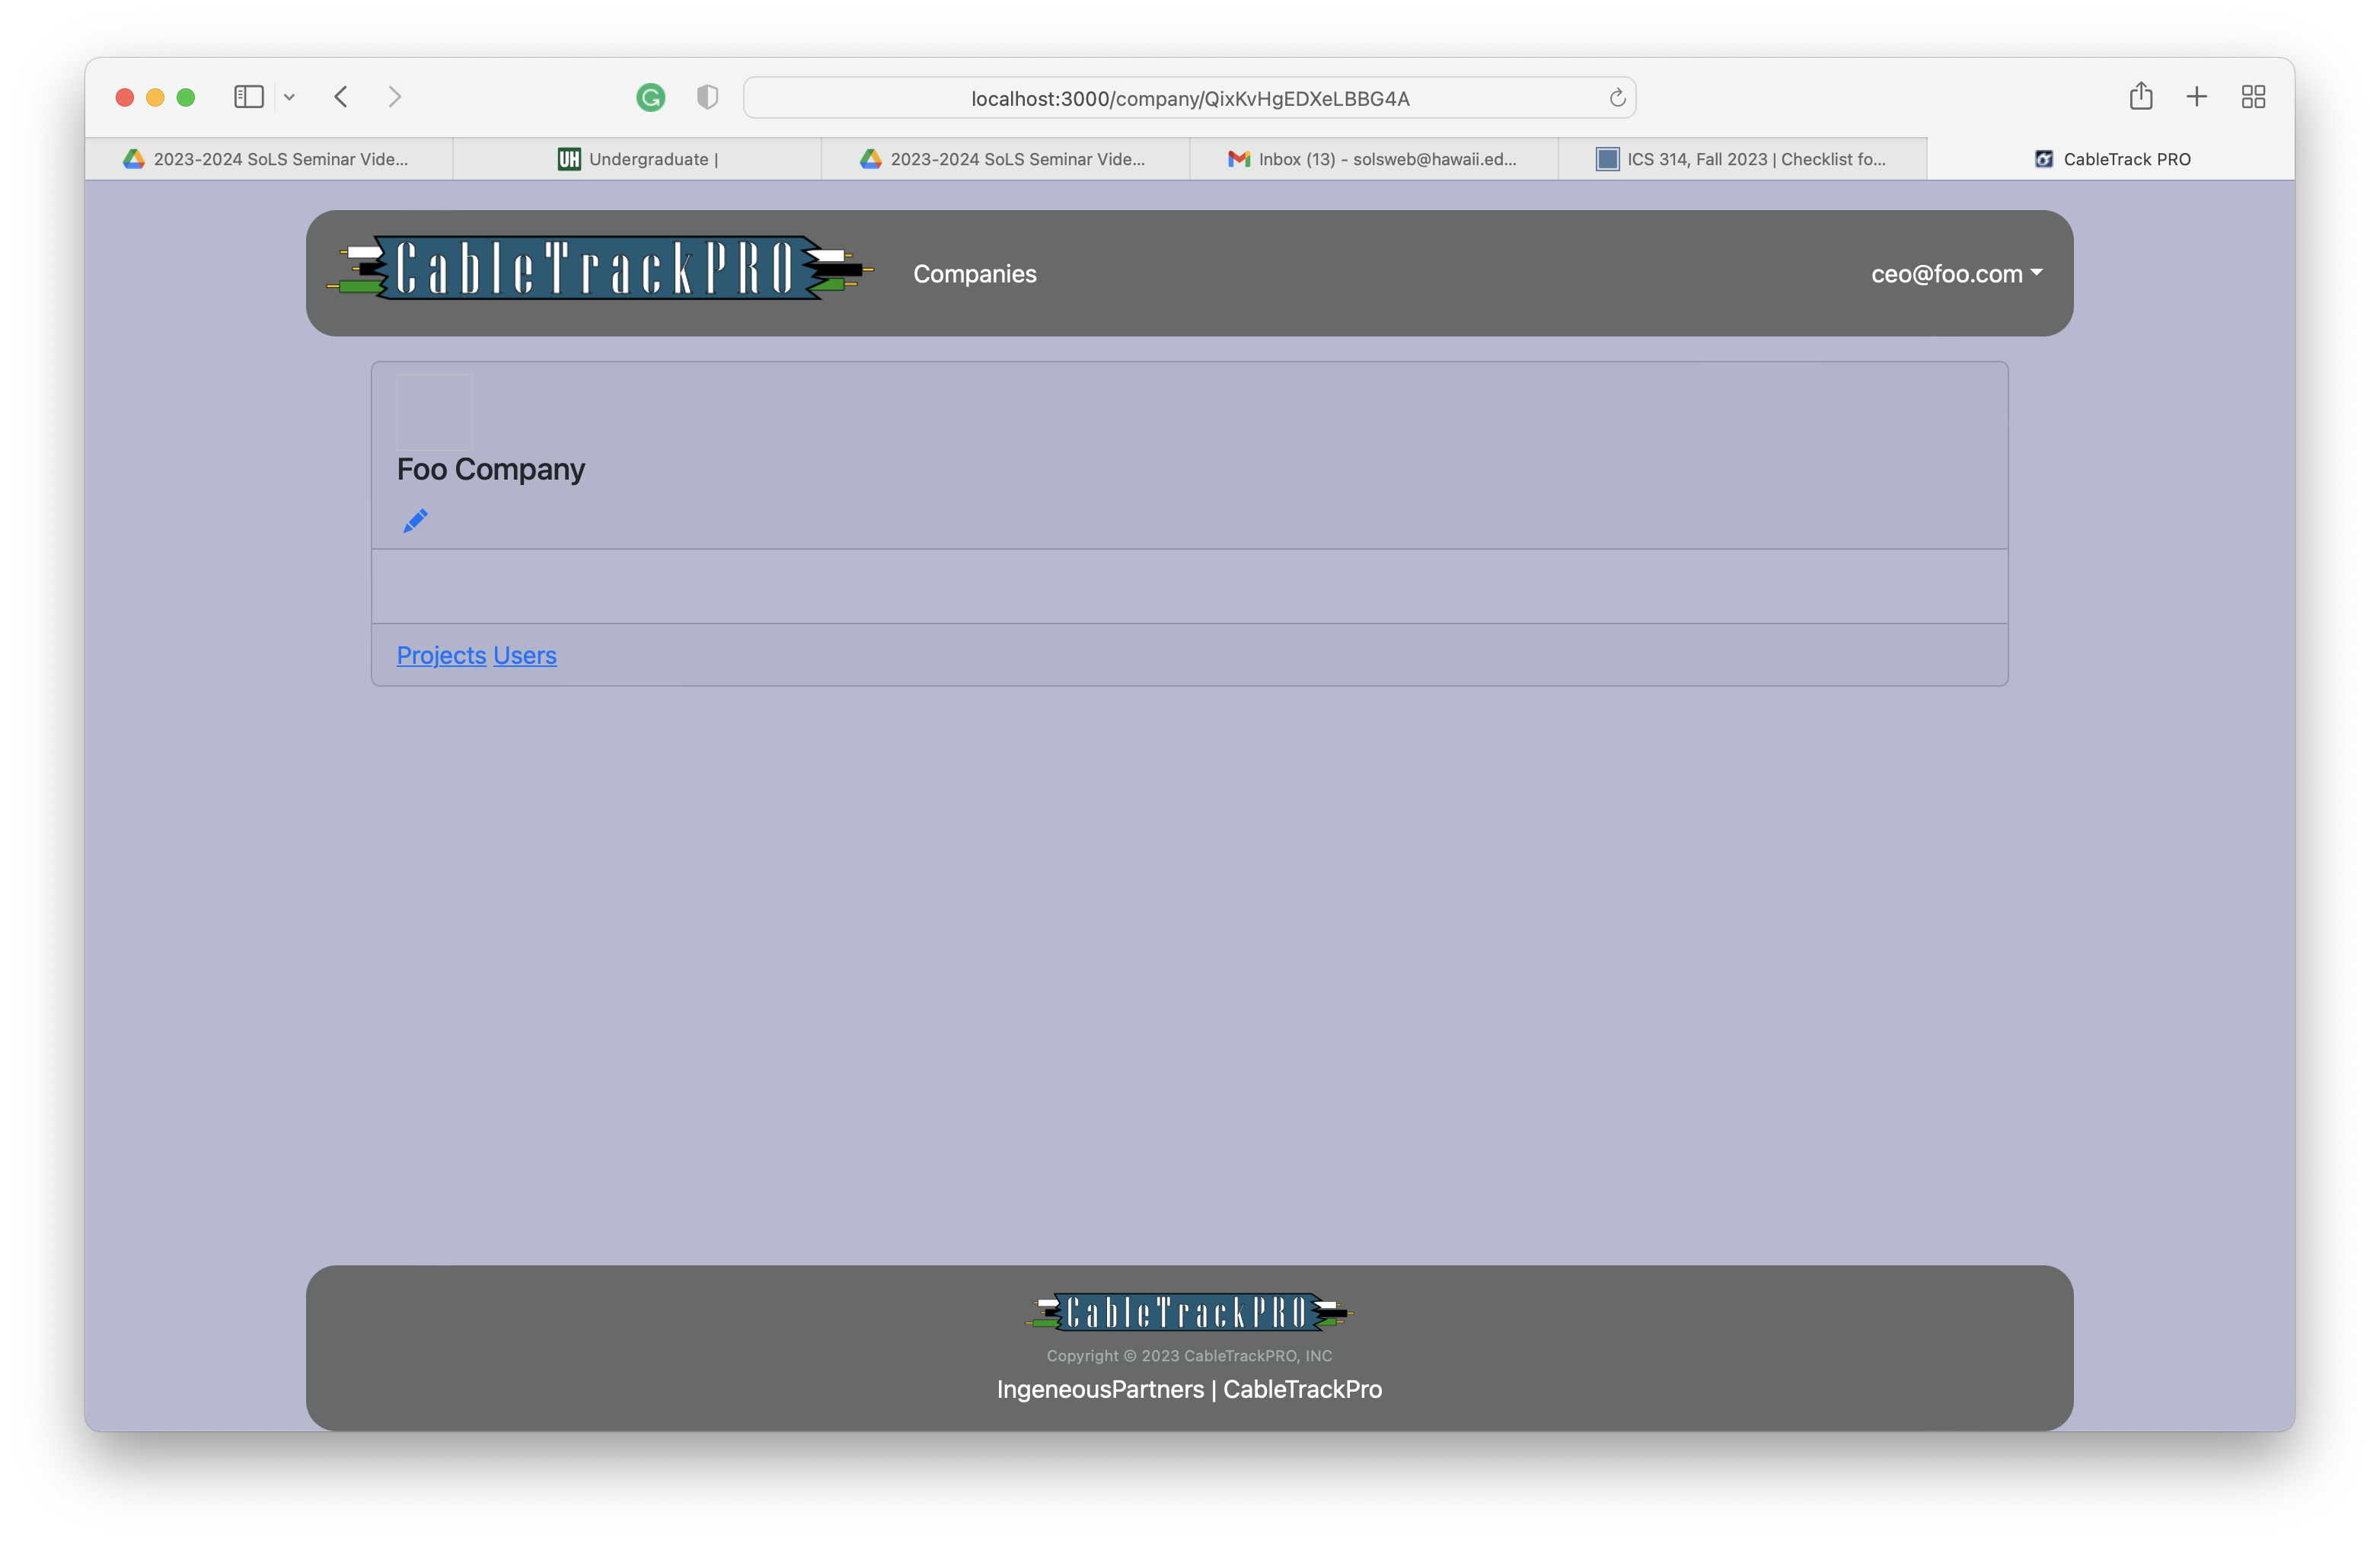 localhost:3000/company/QixKvHgEDXeLBBG4A
2023-2024 SoLS Seminar Vide...
UH Undergraduate |
2023-2024 SoLS Seminar Vide...
Inbox (13) - solsweb@hawaii.ed...
ICS 314, Fall 2023 | Checklist fo...
CableTrack PRO
CableTrackPRO
Companies
ceo@foo.com
Foo Company
Projects Users
CableTrackPRO
Copyright © 2023 CableTrackPRO, INC
IngeneousPartners | CableTrackPro